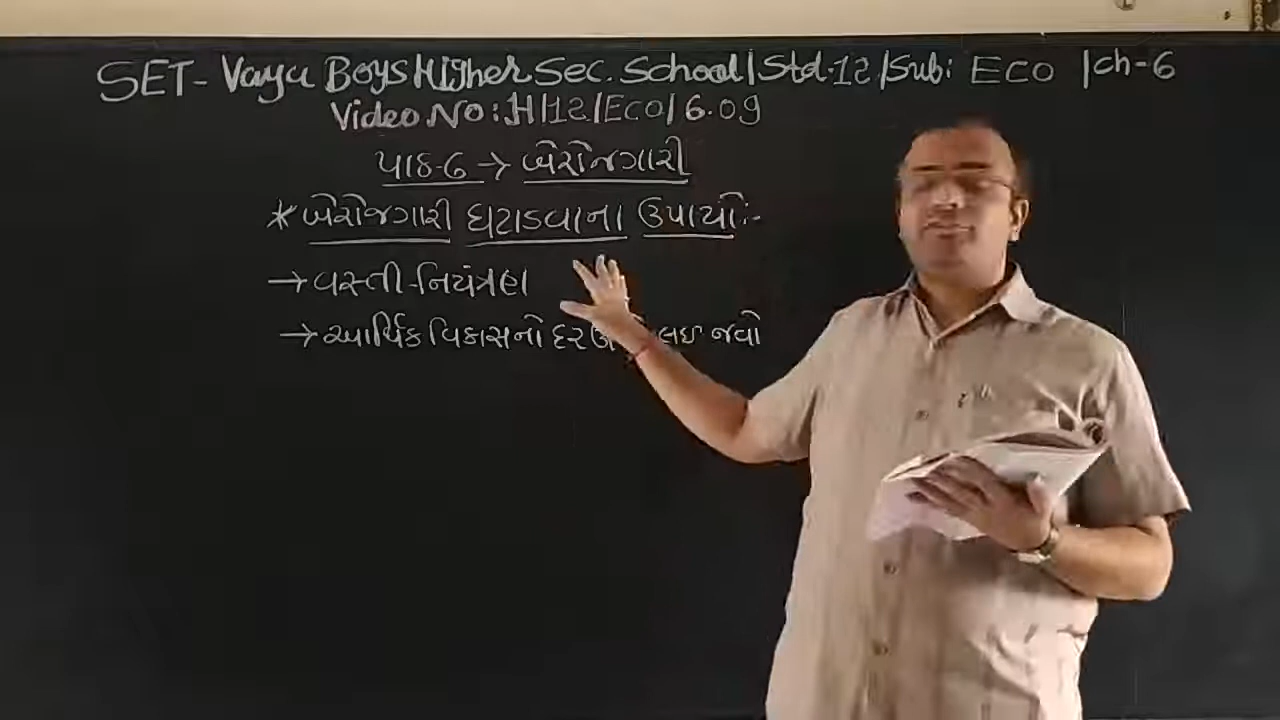 SET- Vaya Boys Higher Sec. School | Std.12 / Sub: Eco | ch-6
Video No: H/12/Eco/6.09
પાઠ-6 → બેરોજગારી
* બેરોજગારી ઘટાડવાના ઉપાયો:-
→ વસ્તી-નિયંત્રણ
→ આર્થિક વિકાસનો દર લઇ જવો